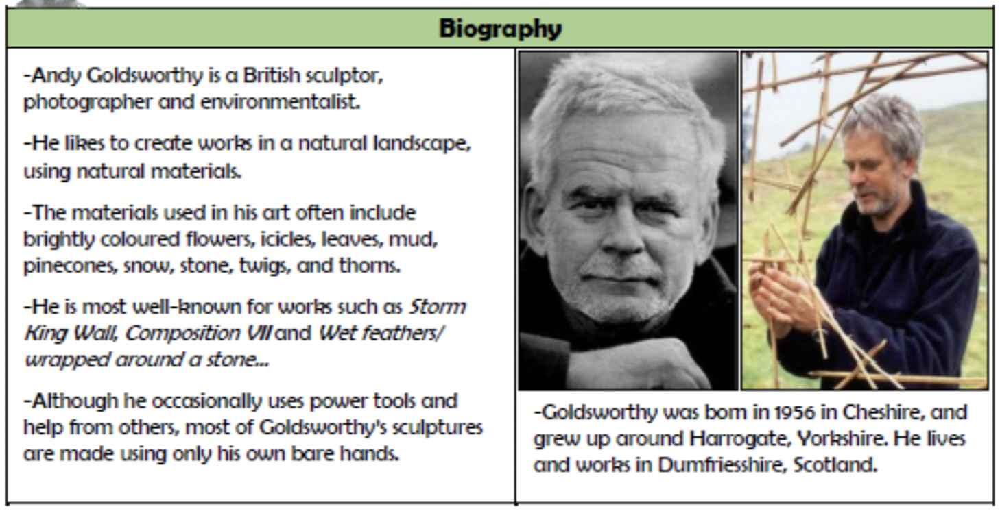 Biography
-Andy Goldsworthy is a British sculptor,
photographer and environmentalist.
-He likes to create works in a natural landscape,
using natural materials.
-The materials used in his art often include
brightly coloured flowers, icicles, leaves, mud,
pinecones, snow, stone, twigs, and thorns.
-He is most well-known for works such as Storm
King Wall, Composition VII and Wet feathers/
wrapped around a stone...
-Although he occasionally uses power tools and
help from others, most of Goldsworthy's sculptures
are made using only his own bare hands.
-Goldsworthy was born in 1956 in Cheshire, and
grew up around Harrogate, Yorkshire. He lives
and works in Dumfriesshire, Scotland.